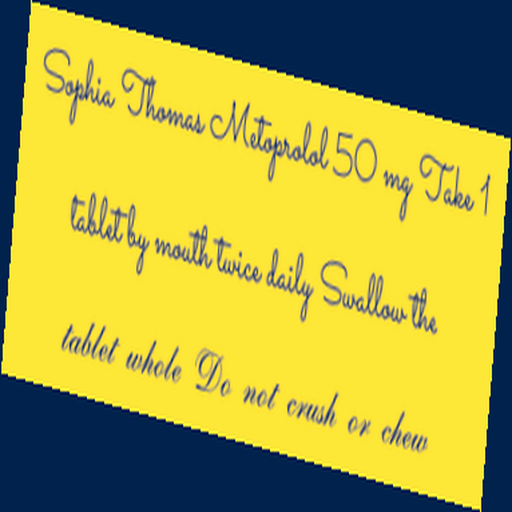 Sophia Thomas Metoprolol 50 mg Take 1
tablet by mouth twice daily Swallow the
tablet whole Do not crush or chew